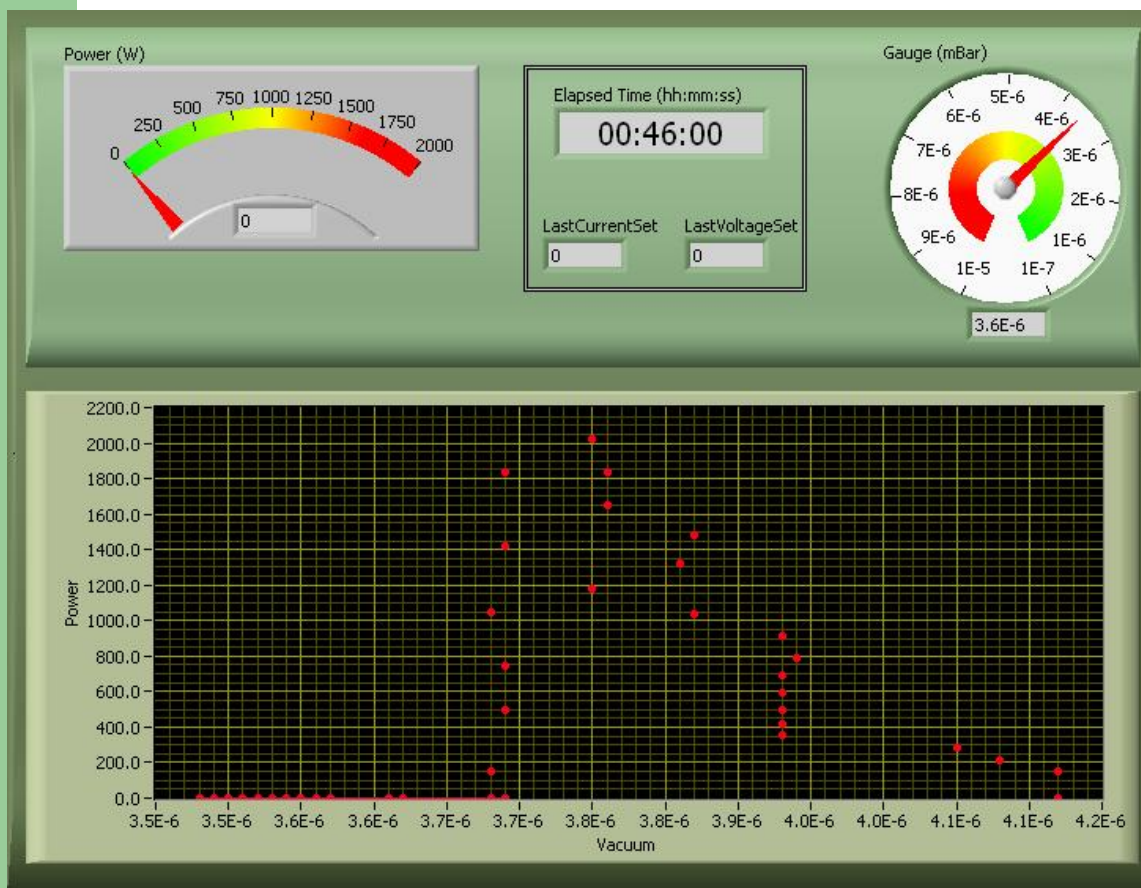 Power (W)
0
250
500
750
1000
1250
1500
1750
2000
0
Elapsed Time (hh:mm:ss)
00:46:00
LastCurrentSet
0
LastVoltageSet
0
Gauge (mBar)
1E-7
1E-6
2E-6
3E-6
4E-6
5E-6
6E-6
7E-6
8E-6
9E-6
1E-5
3.6E-6
2200.0
2000.0
1800.0
1600.0
1400.0
1200.0
1000.0
800.0
600.0
400.0
200.0
0.0
Power
3.5E-6 3.5E-6 3.6E-6 3.6E-6 3.7E-6 3.7E-6 3.8E-6 3.8E-6 3.9E-6 4.0E-6 4.0E-6 4.1E-6 4.1E-6 4.2E-6
Vacuum